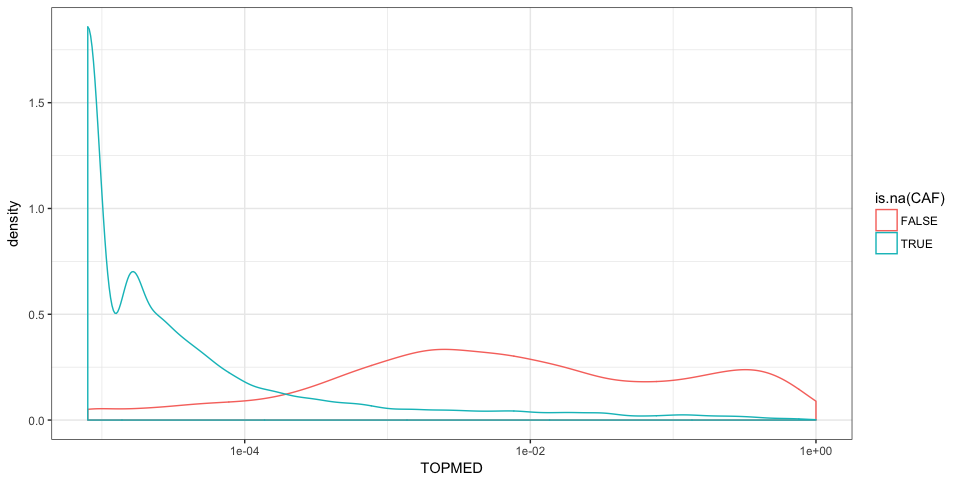 density
1.5
1.0
0.5
0.0
1e-04
1e-02
1e+00
TOPMED
is.na(CAF)
FALSE
TRUE